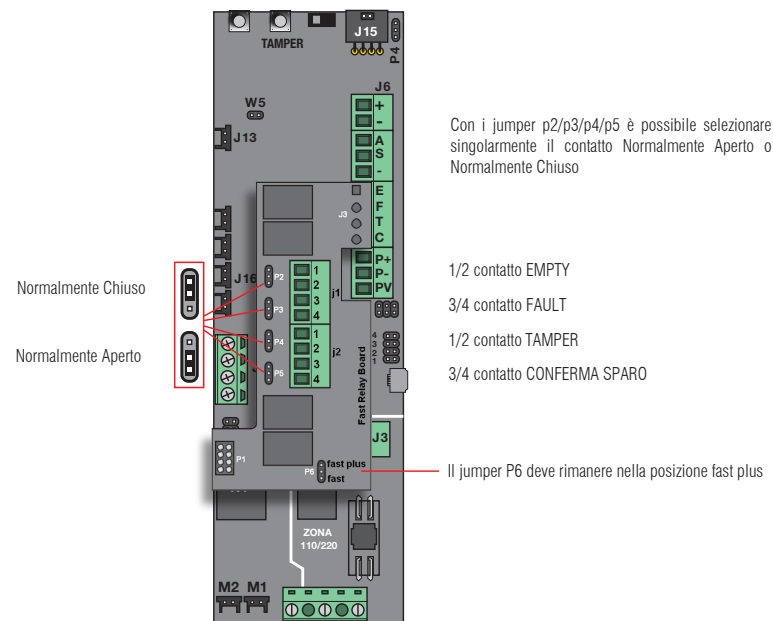 TAMPER
J15
P4
J6
W5
+
-
J13
A
S
-
Con i jumper p2/p3/p4/p5 è possibile selezionare
singolarmente il contatto Normalmente Aperto o
Normalmente Chiuso
E
F
T
C
J3
P+
P-
PV
J16
P2
1
2
3
4
j1
P3
Normalmente Chiuso
1/2 contatto EMPTY
3/4 FAULT
P4
1
2
3
4
j2
4
3
2
1
Normalmente Aperto
1/2 contatto TAMPER
P5
3/4 contatto CONFERMA SPARO
Fast Relay Board
J3
P1
P6
fast plus
fast
Il jumper P6 deve rimanere nella posizione fast plus
ZONA
110/220
M2 M1